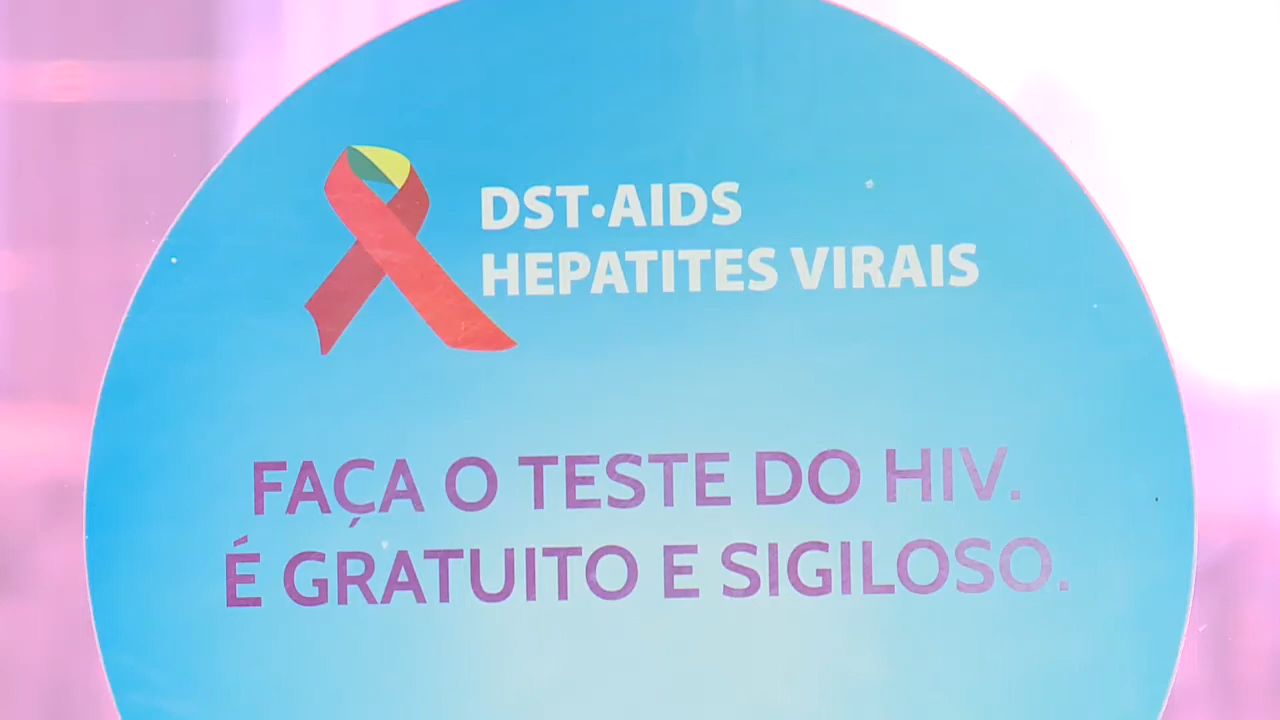 DST•AIDS
HEPATITES VIRAIS
FAÇA O TESTE DO HIV.
É GRATUITO E SIGILOSO.